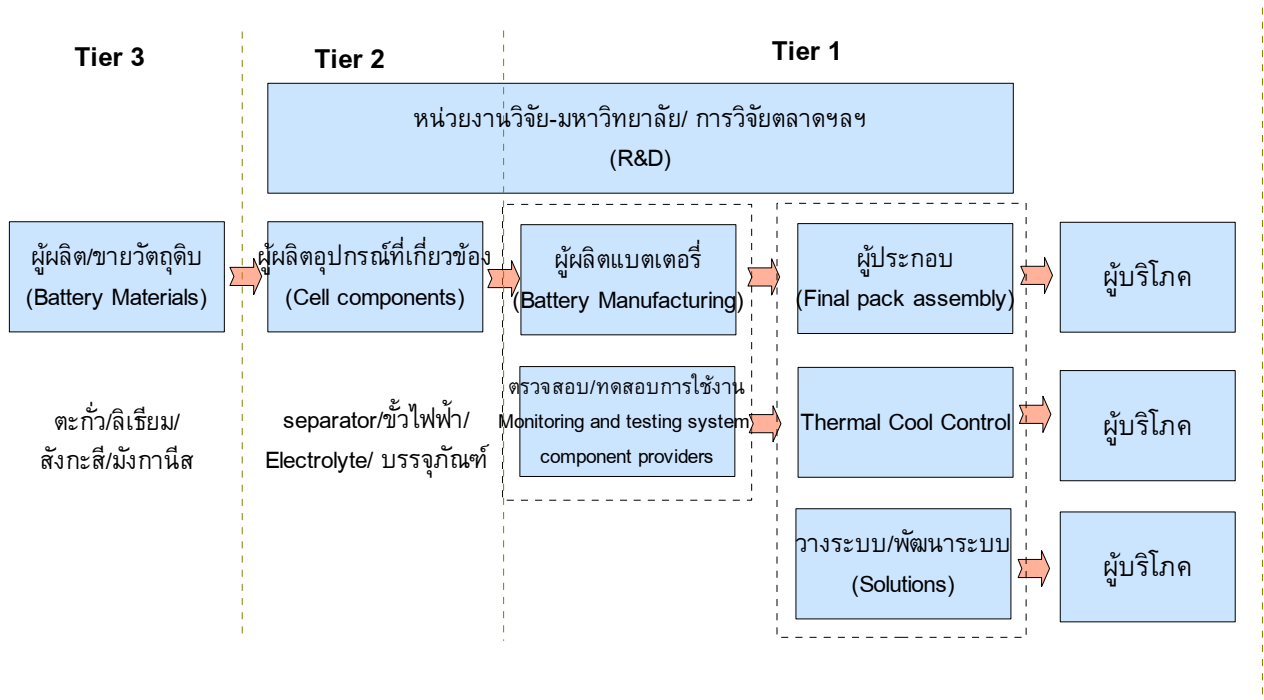 Tier 3
Tier 2
Tier 1
หน่วยงานวิจัย-มหาวิทยาลัย/ การวิจัยตลาดฯลฯ
(R&D)
ผู้ผลิต/ขายวัตถุดิบ
(Battery Materials)
ผู้ผลิตอุปกรณ์ที่เกี่ยวข้อง
(Cell components)
ผู้ผลิตแบตเตอรี่
(Battery Manufacturing)
ผู้ประกอบ
(Final pack assembly)
ผู้บริโภค
ตะกั่ว/ลิเธียม/
สังกะสี/มังกานีส
separator/ขั้วไฟฟ้า/
Electrolyte/ บรรจุภัณฑ์
ตรวจสอบ/ทดสอบการใช้งาน
Monitoring and testing system
component providers
Thermal Cool Control
ผู้บริโภค
วางระบบ/พัฒนาระบบ
(Solutions)
ผู้บริโภค